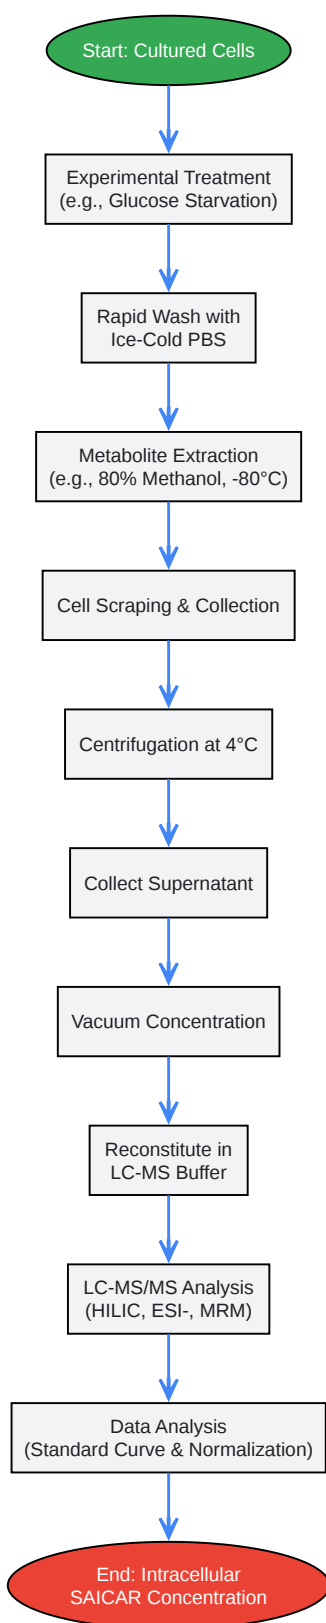 Start: Cultured Cells
Experimental Treatment
(e.g., Glucose Starvation)
Rapid Wash with
Ice-Cold PBS
Metabolite Extraction
(e.g., 80% Methanol, -80°C)
Cell Scraping & Collection
Centrifugation at 4°C
Collect Supernatant
Vacuum Concentration
Reconstitute in
LC-MS Buffer
LC-MS/MS Analysis
(HILIC, ESI-, MRM)
Data Analysis
(Standard Curve & Normalization)
End: Intracellular
SAICAR Concentration